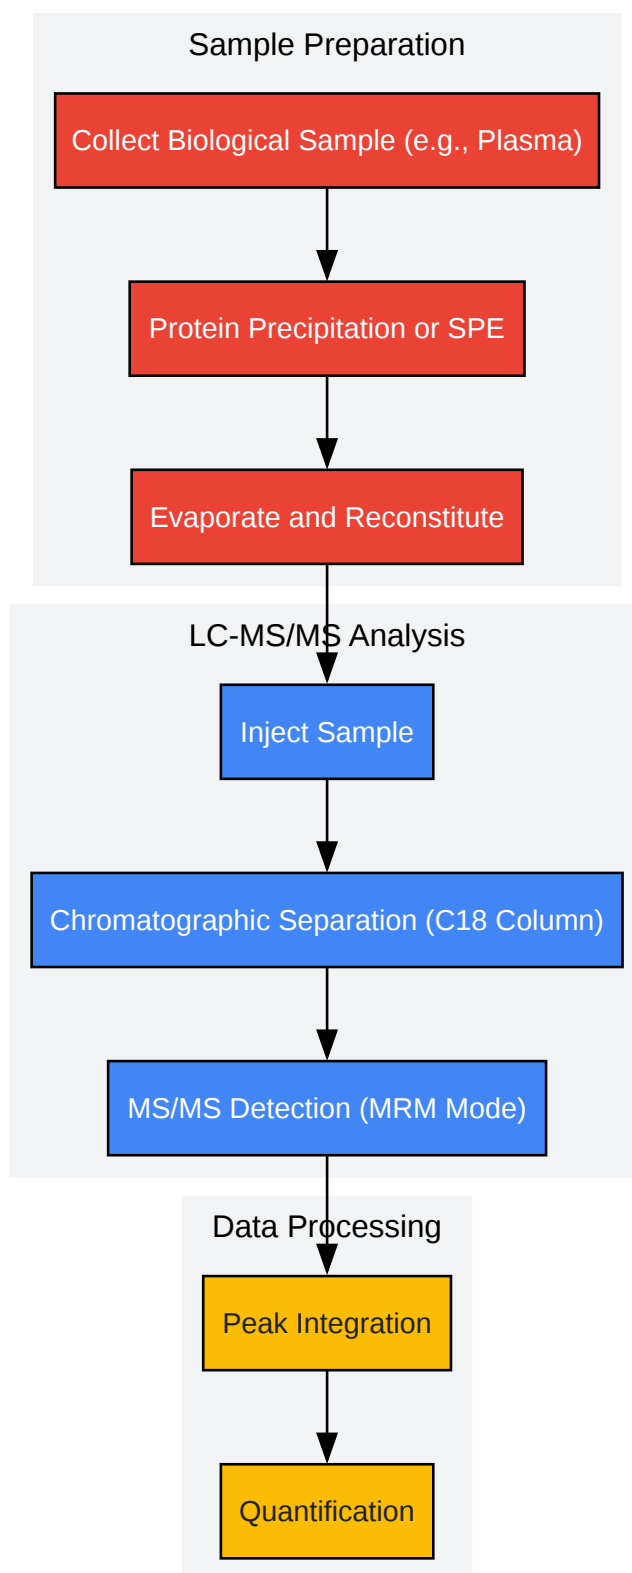 Sample Preparation
Collect Biological Sample (e.g., Plasma)
Protein Precipitation or SPE
Evaporate and Reconstitute
LC-MS/MS Analysis
Inject Sample
Chromatographic Separation (C18 Column)
MS/MS Detection (MRM Mode)
Data Processing
Peak Integration
Quantification